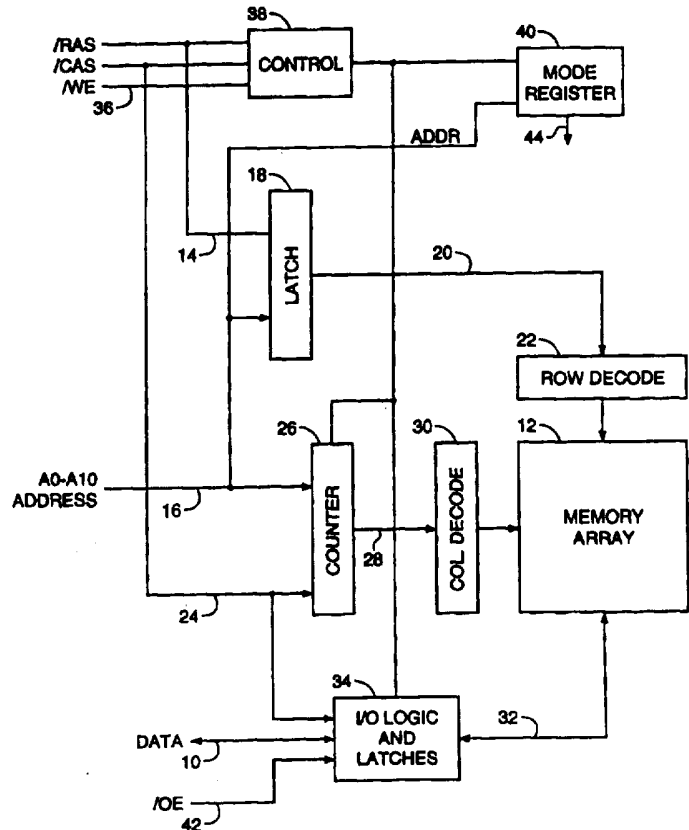 38
/RAS
/CAS
/WE
36
CONTROL
40
MODE
REGISTER
44
ADDR
18
14
LATCH
20
22
ROW DECODE
12
MEMORY
ARRAY
26
30
A0-A10
ADDRESS
16
COUNTER
28
COL DECODE
24
34
I/O LOGIC
AND
LATCHES
32
DATA
10
/OE
42